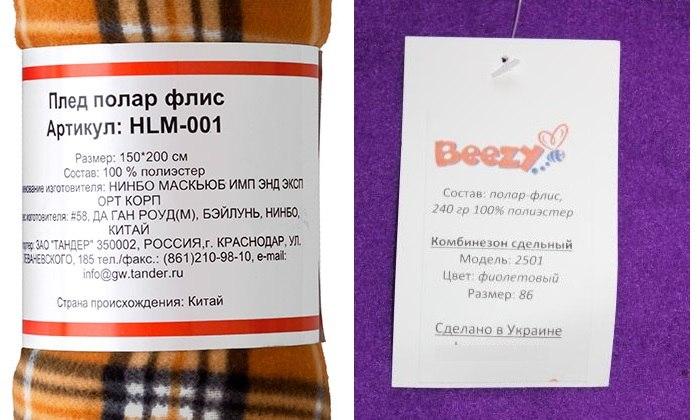 Плед полар флис
Артикул: HLM-001
Размер: 150*200 см
Состав: 100 % полиэстер
изготовителя: НИНБО МАСКЬЮБ ИМП ЭНД ЭКСП
ОРТ КОРП
изготовителя: #58, ДА ГАН РОУД(М), БЭЙЛУНЬ, НИНБО,
КИТАЙ
ЗАО "ТАНДЕР" 350002, РОССИЯ,г. КРАСНОДАР, УЛ.
185 тел./факс.: (861)210-98-10, e-mail:
info@gw.tander.ru
Страна происхождения: Китай
Beezy
Состав: полар-флис,
240 гр 100% полиэстер
Комбинезон сдельный
Модель: 2501
Цвет: фиолетовый
Размер: 86
Сделано в Украине